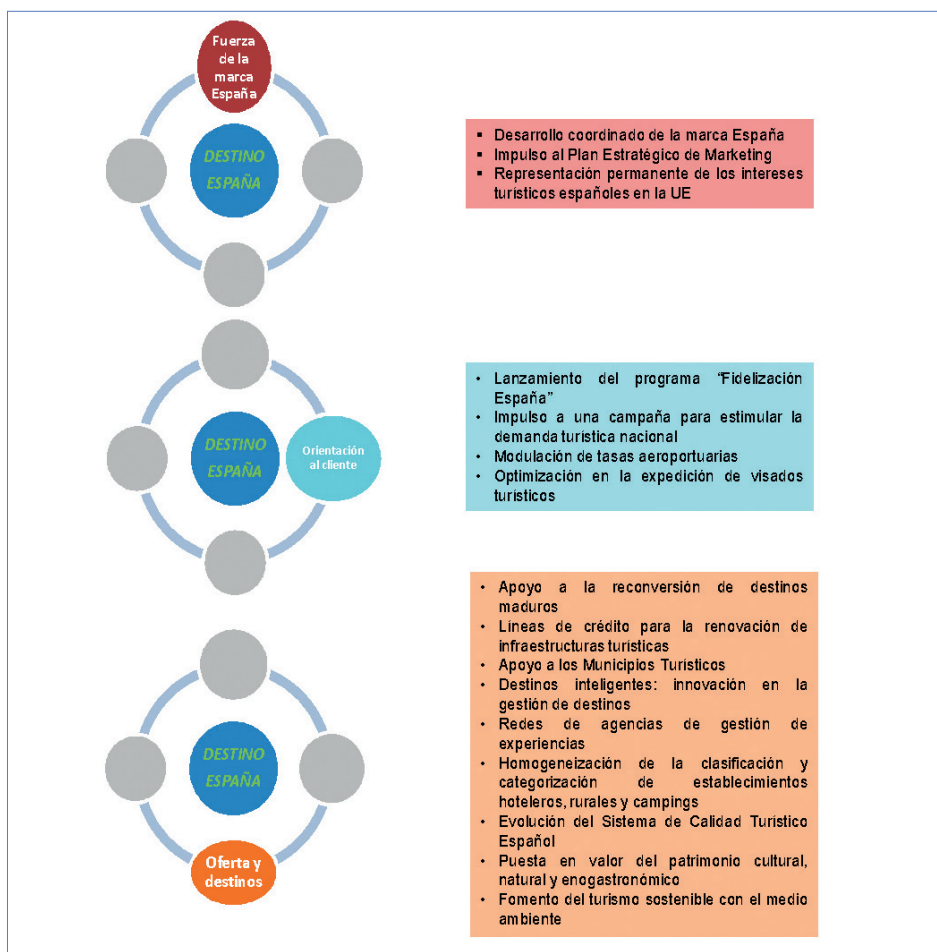 Fuerza
de la
marca
España
DESTINO
ESPAÑA
▪ Desarrollo coordinado de la marca España
▪ Impulso al Plan Estratégico de Marketing
▪ Representación permanente de los intereses
turísticos españoles en la UE
DESTINO
ESPAÑA
Orientación
al cliente
• Lanzamiento del programa “Fidelización
España”
• Impulso a una campaña para estimular la
demanda turística nacional
• Modulación de tasas aeroportuarias
• Optimización en la expedición de visados
turísticos
DESTINO
ESPAÑA
Oferta y
destinos
• Apoyo a la reconversión de destinos
maduros
• Líneas de crédito para la renovación de
infraestructuras turísticas
• Apoyo a los Municipios Turísticos
• Destinos inteligentes: innovación en la
gestión de destinos
• Redes de agencias de gestión de
experiencias
• Homogeneización de la clasificación y
categorización de establecimientos
hoteleros, rurales y campings
• Evolución del Sistema de Calidad Turístico
Español
• Puesta en valor del patrimonio cultural,
natural y enogastronómico
• Fomento del turismo sostenible con el medio
ambiente